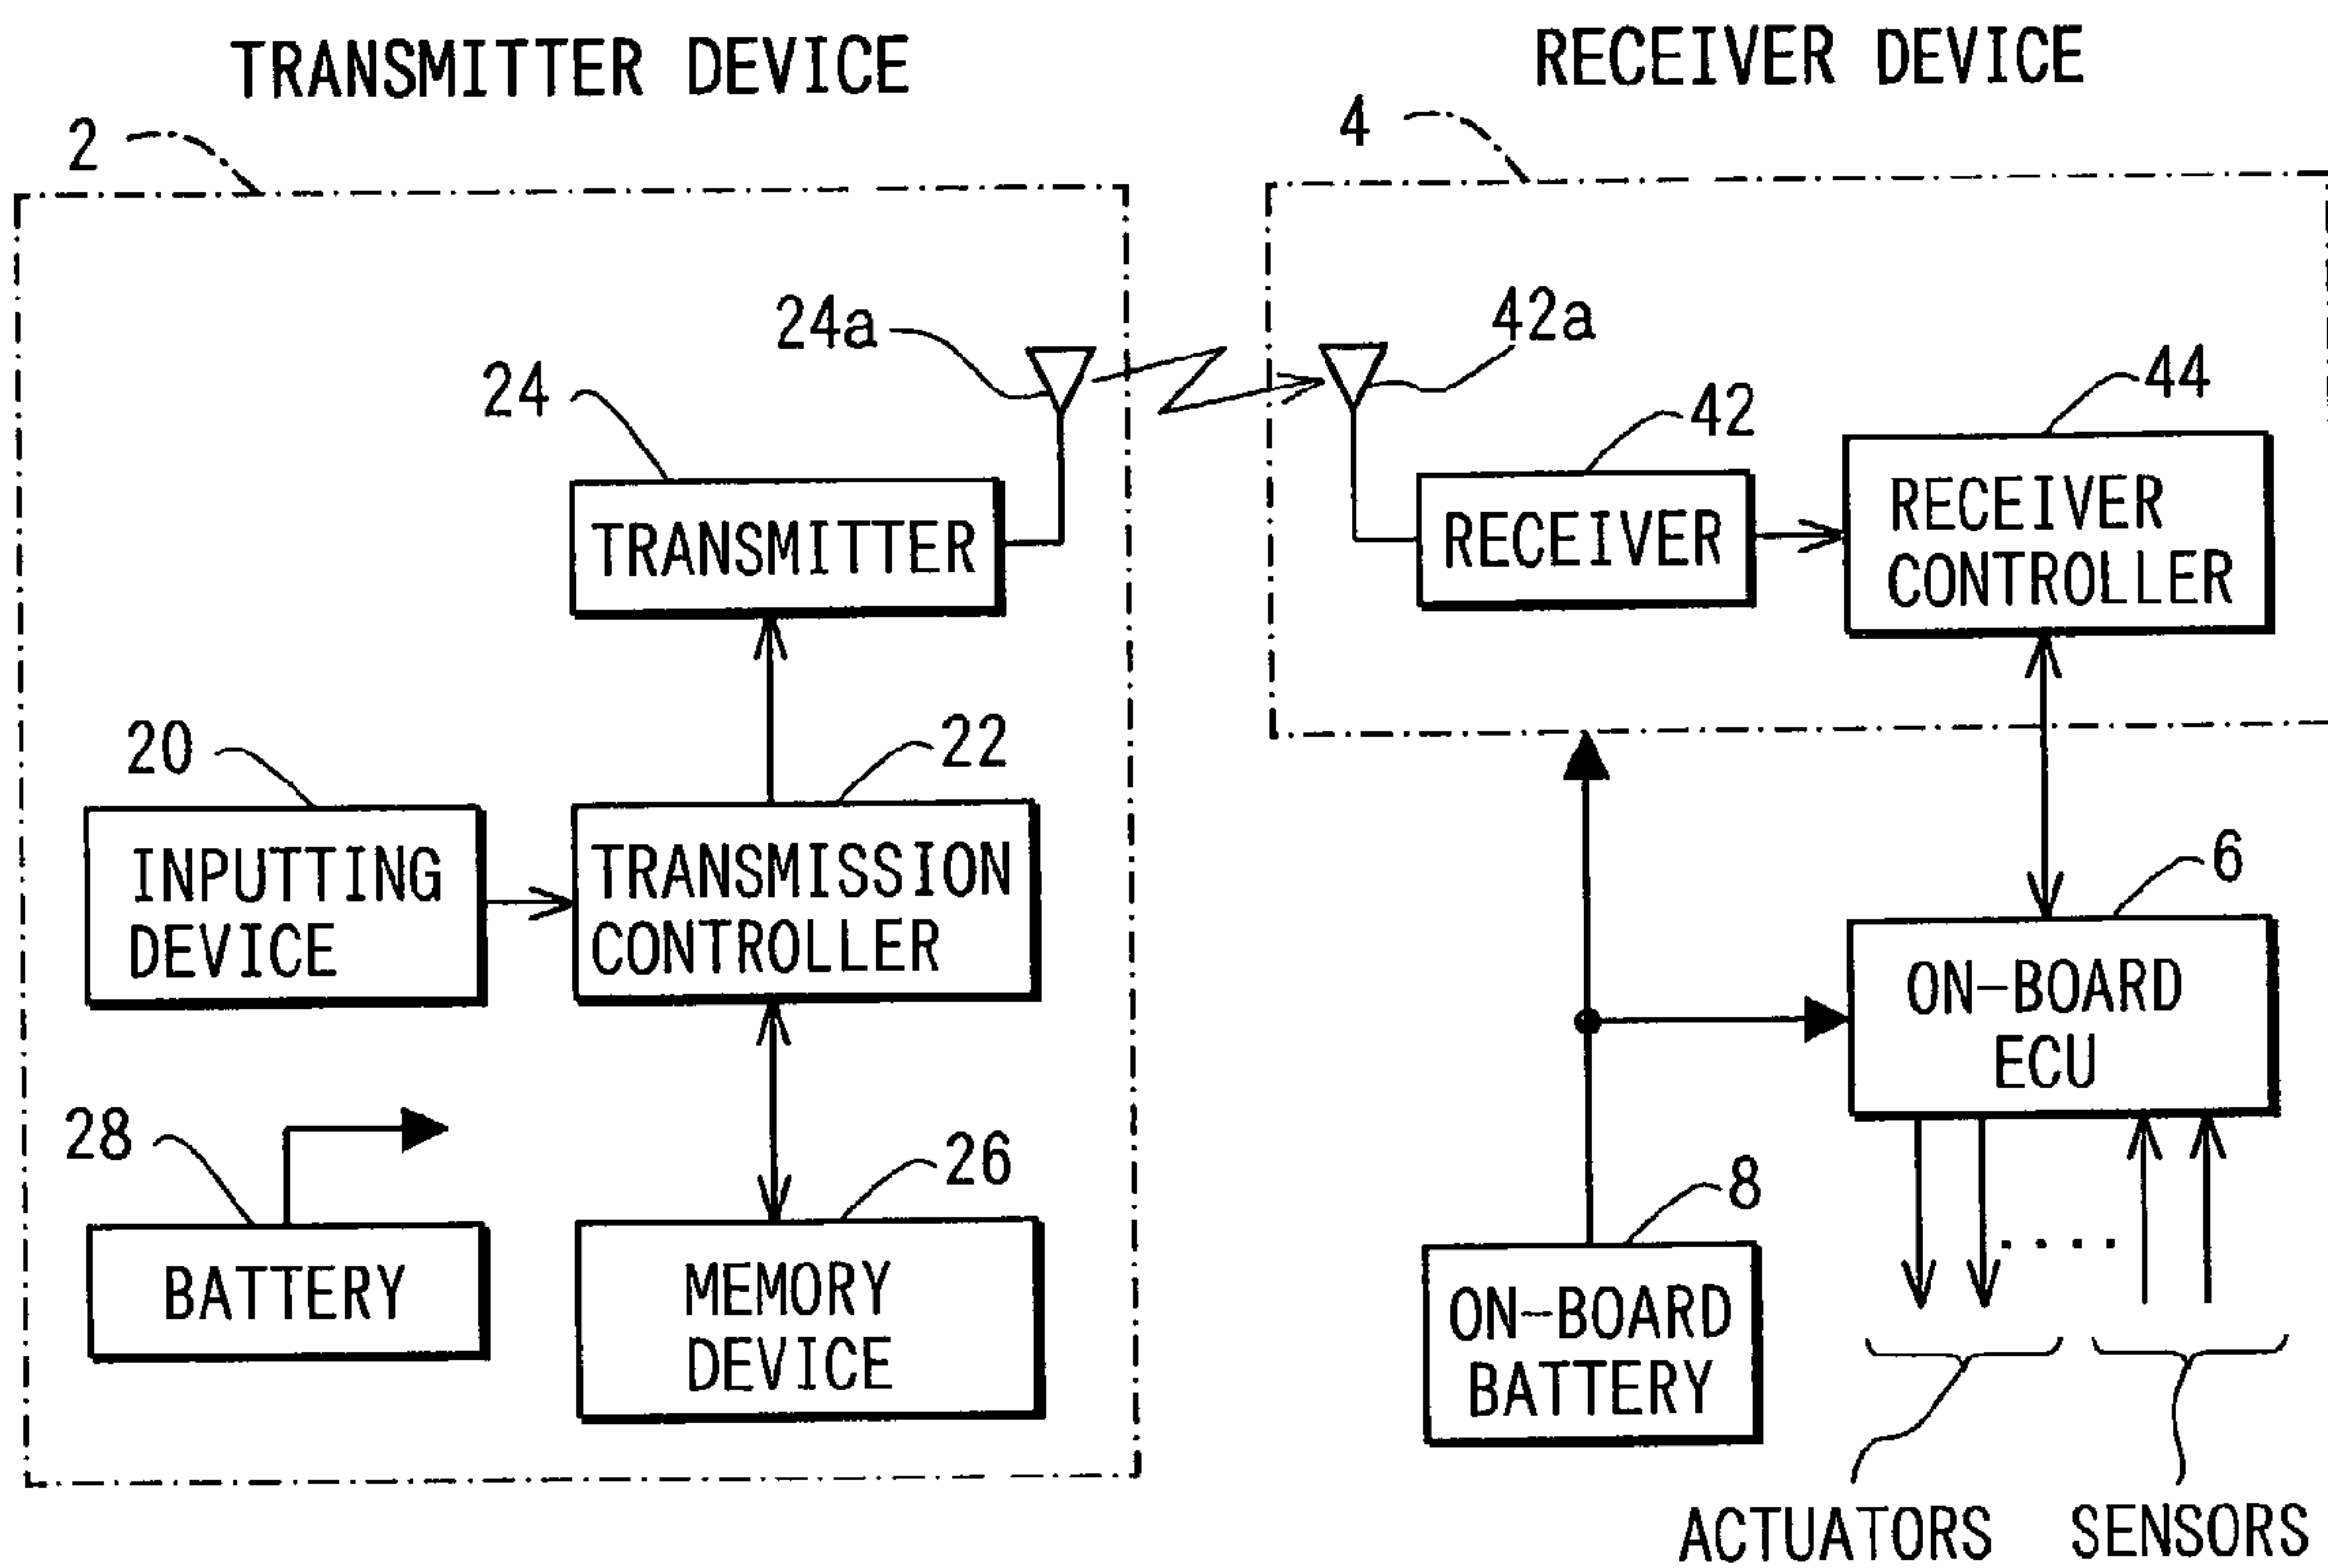 TRANSMITTER DEVICE
RECEIVER DEVICE
2
4
24a
42a
24
42
44
TRANSMITTER
RECEIVER
RECEIVER
CONTROLLER
20
22
6
INPUTTING
DEVICE
TRANSMISSION
CONTROLLER
ON-BOARD
ECU
28
26
8
BATTERY
MEMORY
DEVICE
ON-BOARD
BATTERY
ACTUATORS
SENSORS